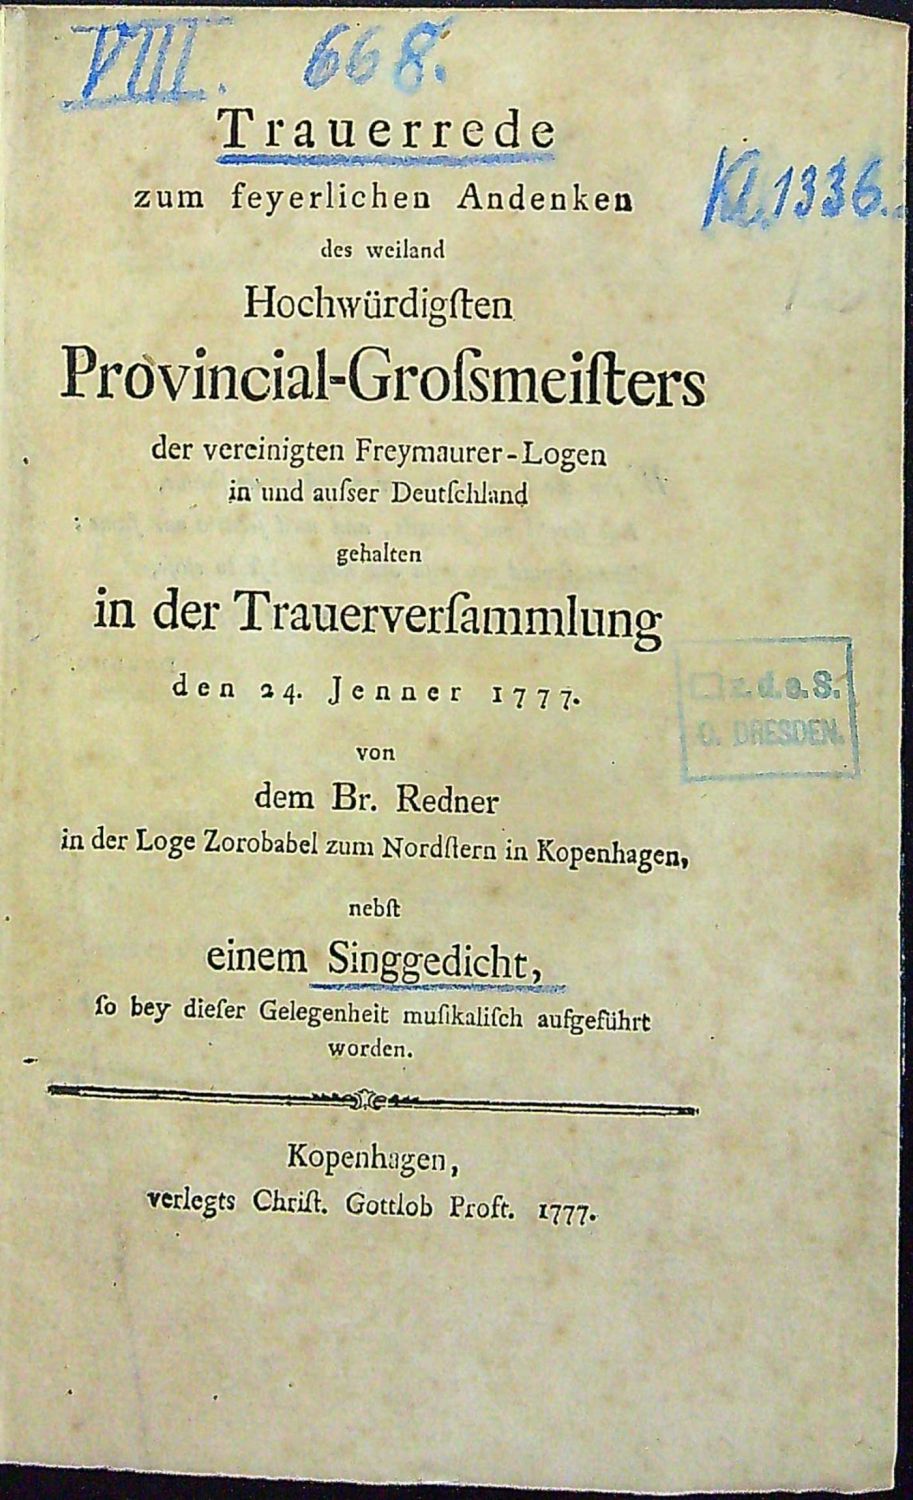 VIII. 668.
Trauerrede
Kl. 1336.
zum feyerlichen Andenken
des weiland
Hochwürdigſten
Provincial-Groſsmeiſters
der vereinigten Freymaurer-Logen
in und auſser Deutſchland
gehalten
in der Trauerverſammlung
den 24. Jenner 1777.
z. d. 3. S.
O. DRESDEN.
von
dem Br. Redner
in der Loge Zorobabel zum Nordſtern in Kopenhagen,
nebſt
einem Singgedicht,
ſo bey dieſer Gelegenheit muſikaliſch aufgeführt
worden.
Kopenhagen,
verlegts Chriſt. Gottlob Proft. 1777.